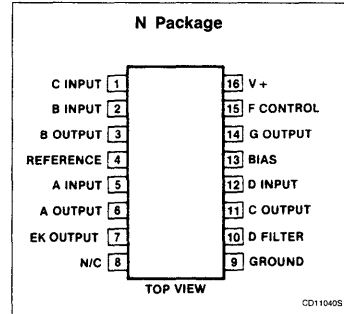 N Package
C INPUT 1 16 V +
B INPUT 2 15 F CONTROL
B OUTPUT 3 14 G OUTPUT
REFERENCE 4 13 BIAS
A INPUT 5 12 D INPUT
A OUTPUT 6 11 C OUTPUT
EK OUTPUT 7 10 D FILTER
N/C 8 9 GROUND
TOP VIEW
CD11040S